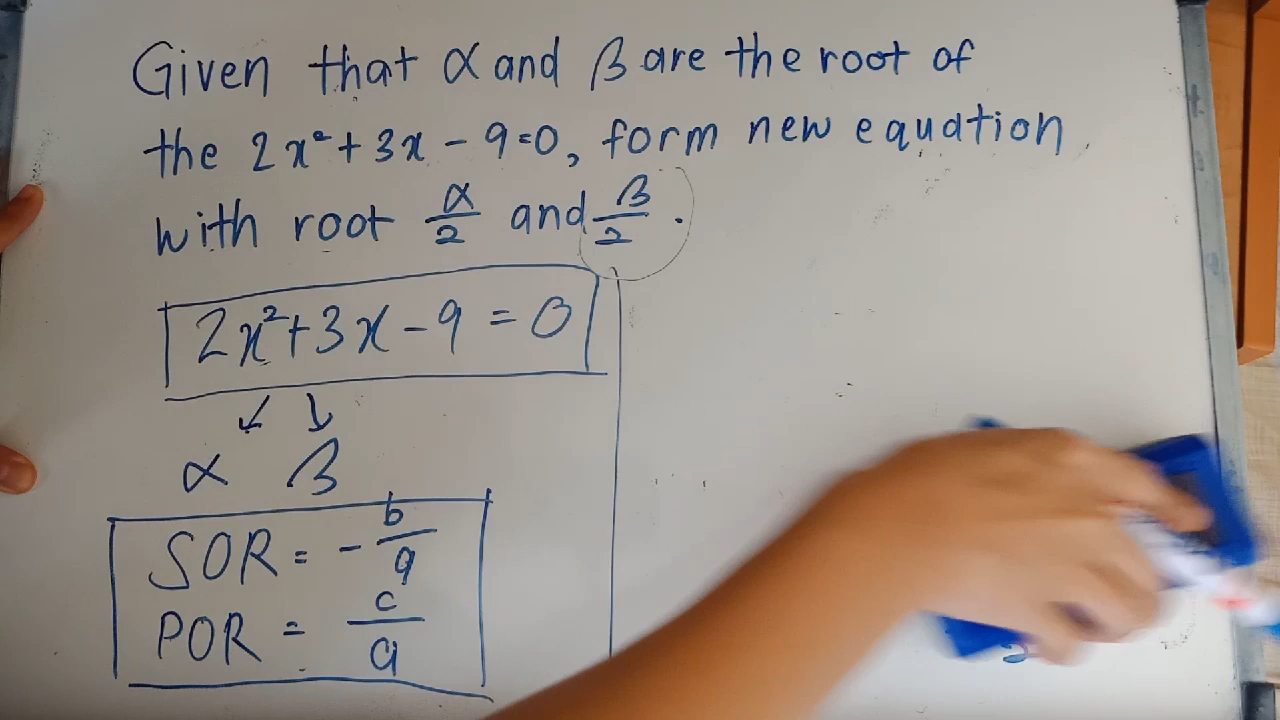 Given that α and β are the root of
the 2x²+3x-9=0, form new equation
with root α/2 and β/2.
2x²+3x-9=0
α β
SOR = -b/a
POR = c/a